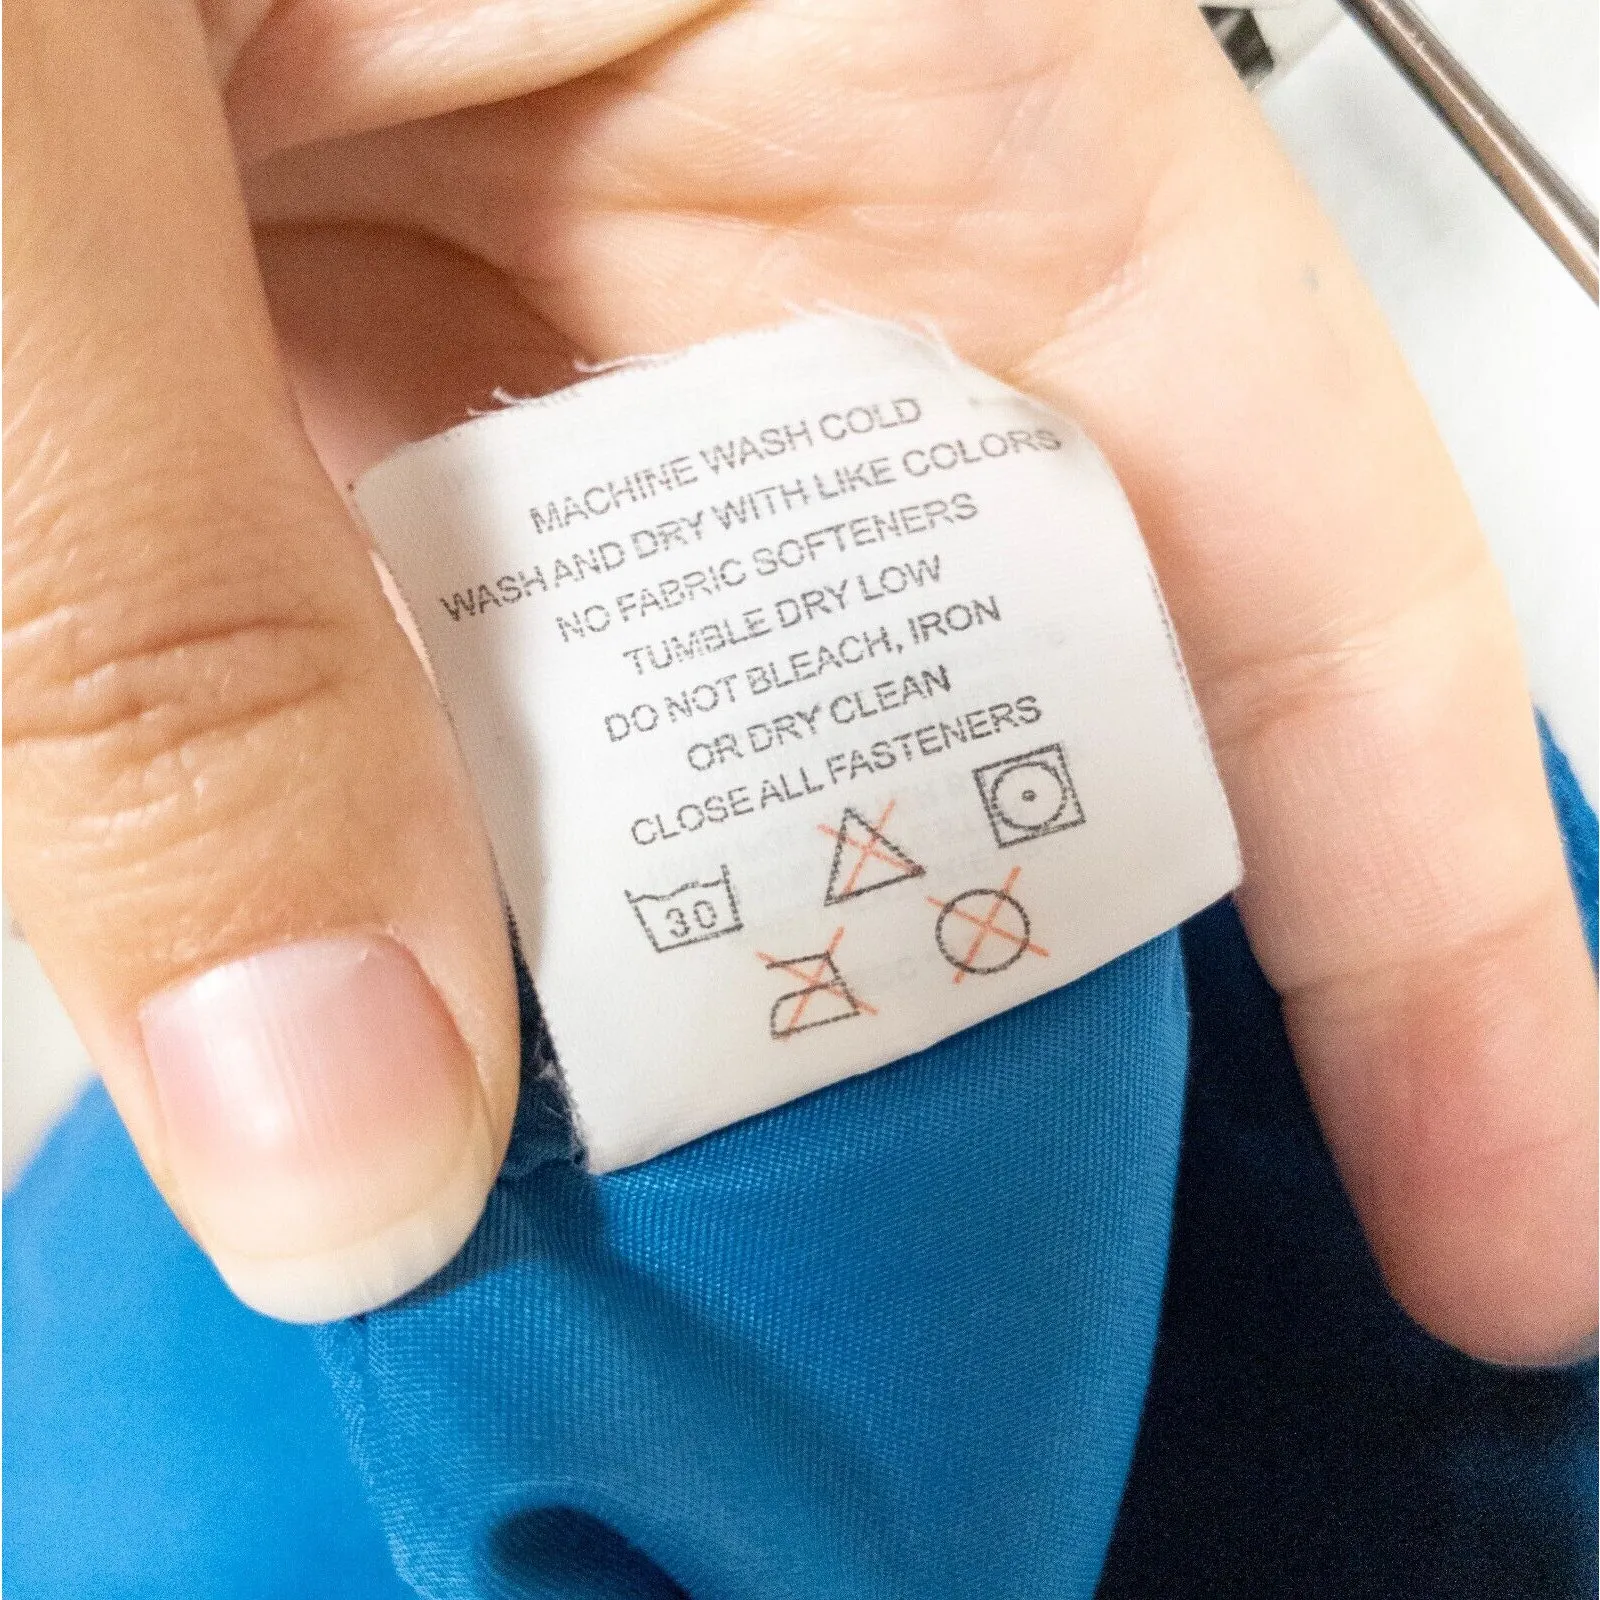 MACHINE WASH COLD
WASH AND DRY WITH LIKE COLORS
NO FABRIC SOFTENERS
TUMBLE DRY LOW
DO NOT BLEACH, IRON
OR DRY CLEAN
CLOSE ALL FASTENERS
30